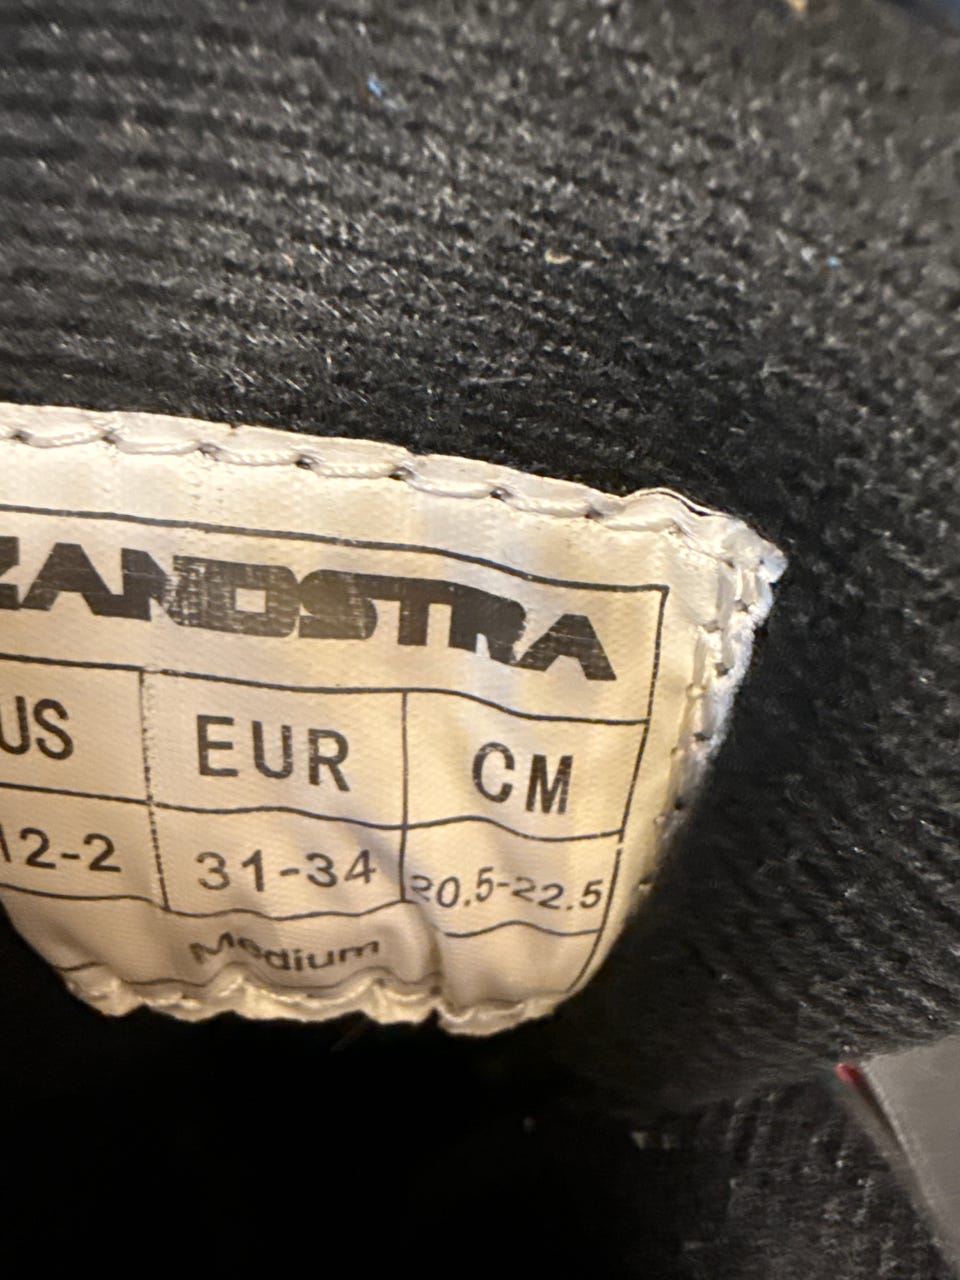 ZANDSTRA
US EUR CM
12-2 31-34 20.5-22.5
Medium